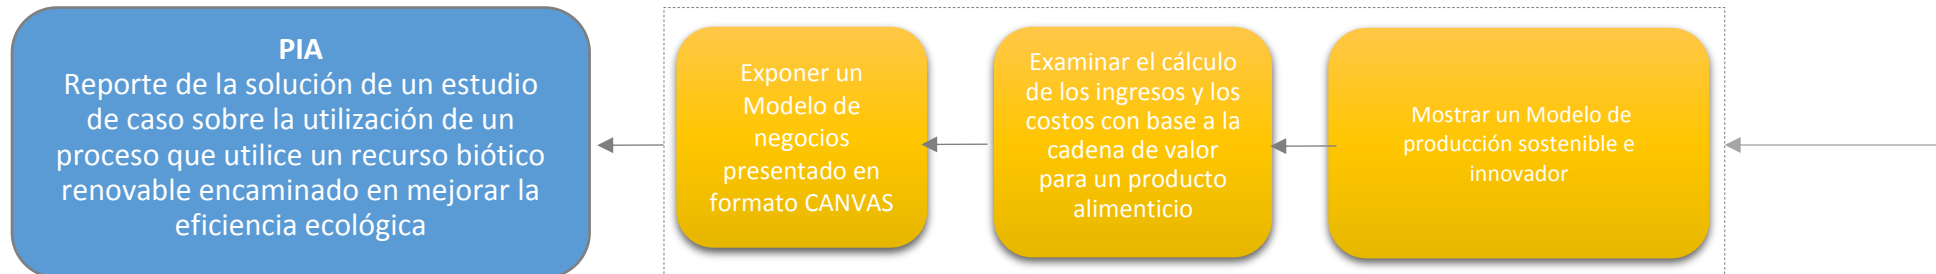 PIA
Reporte de la solución de un estudio
de caso sobre la utilización de un
proceso que utilice un recurso biótico
renovable encaminado en mejorar la
eficiencia ecológica
Exponer un
Modelo de
negocios
presentado en
formato CANVAS
Examinar el cálculo
de los ingresos y los
costos con base a la
cadena de valor
para un producto
alimenticio
Mostrar un Modelo de
producción sostenible e
innovador